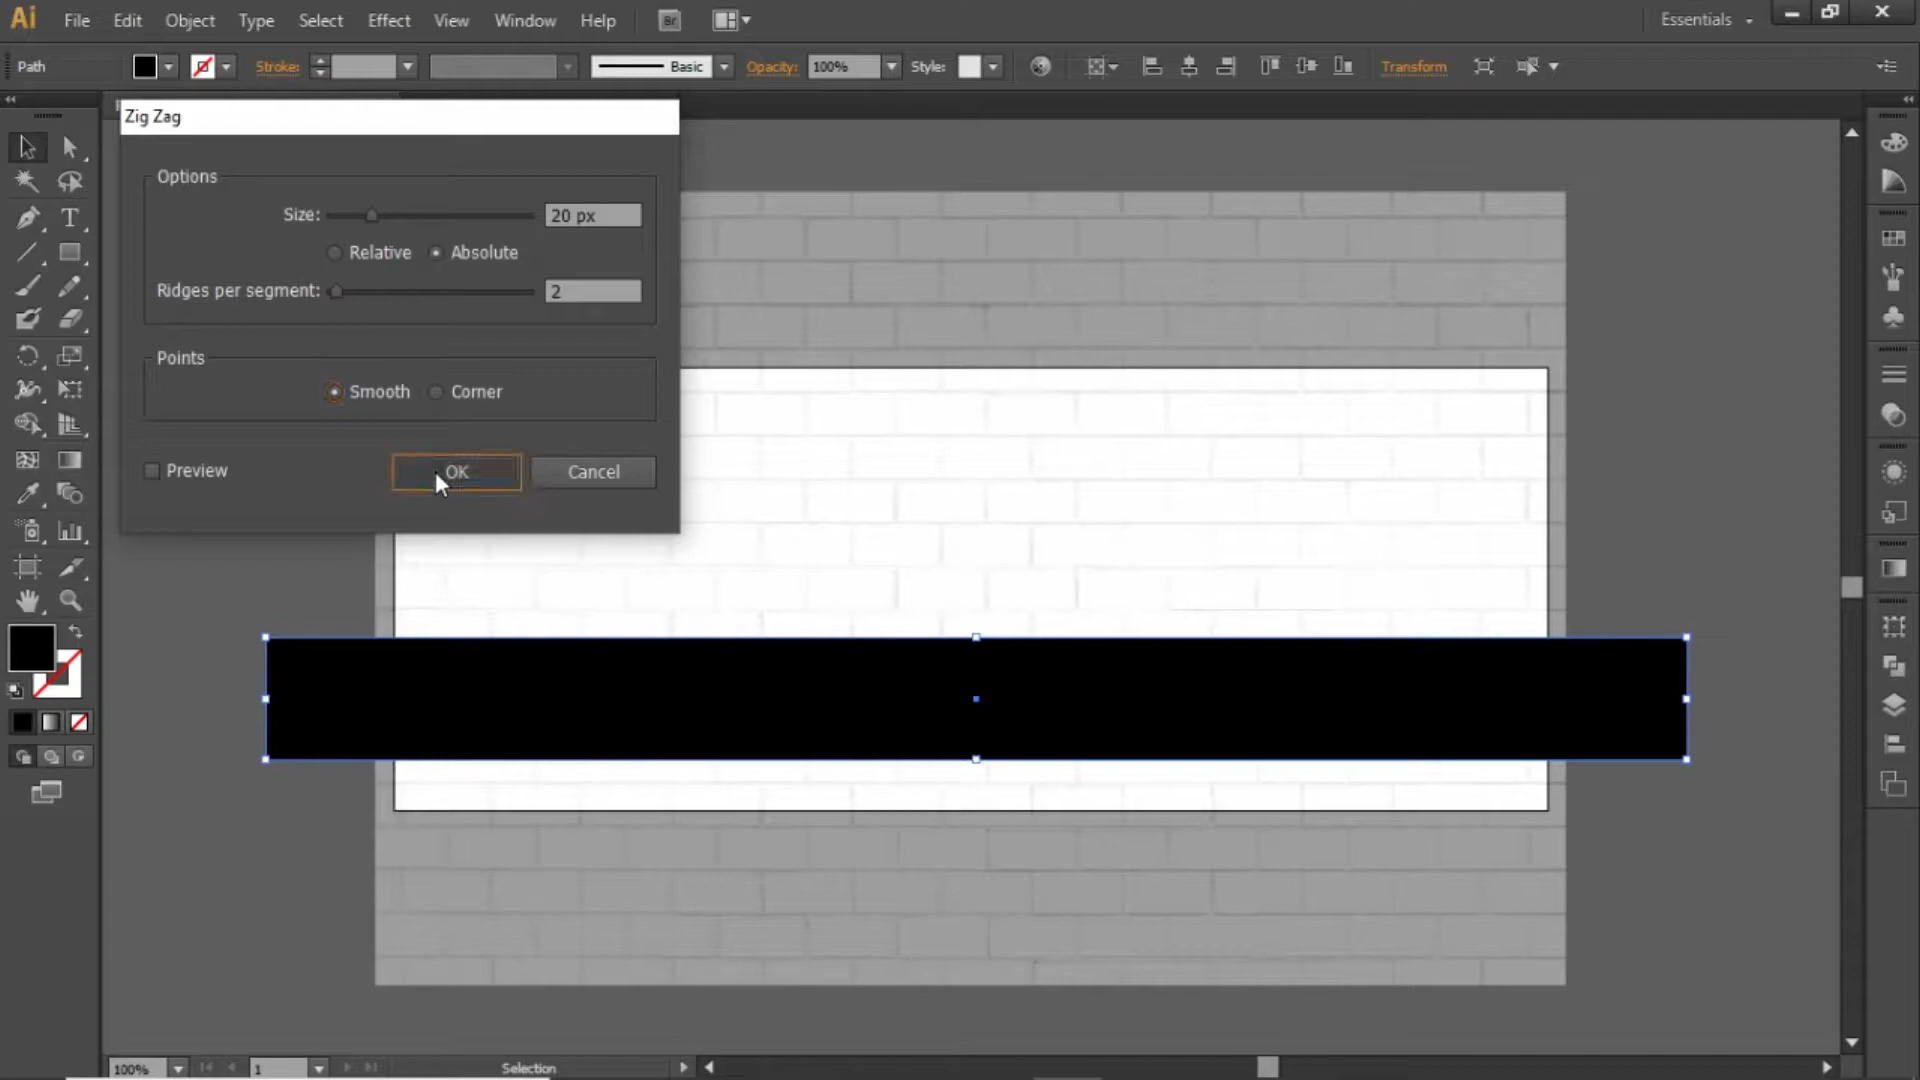 Ai File Edit Object Type Select Effect View Window Help Br Essentials
Path Stroke: Basic Opacity: 100% Style: Transform
Zig Zag
Options
Size: 20 px
Relative Absolute
Ridges per segment: 2
Points
Smooth Corner
Preview OK Cancel
T
100% 1 Selection